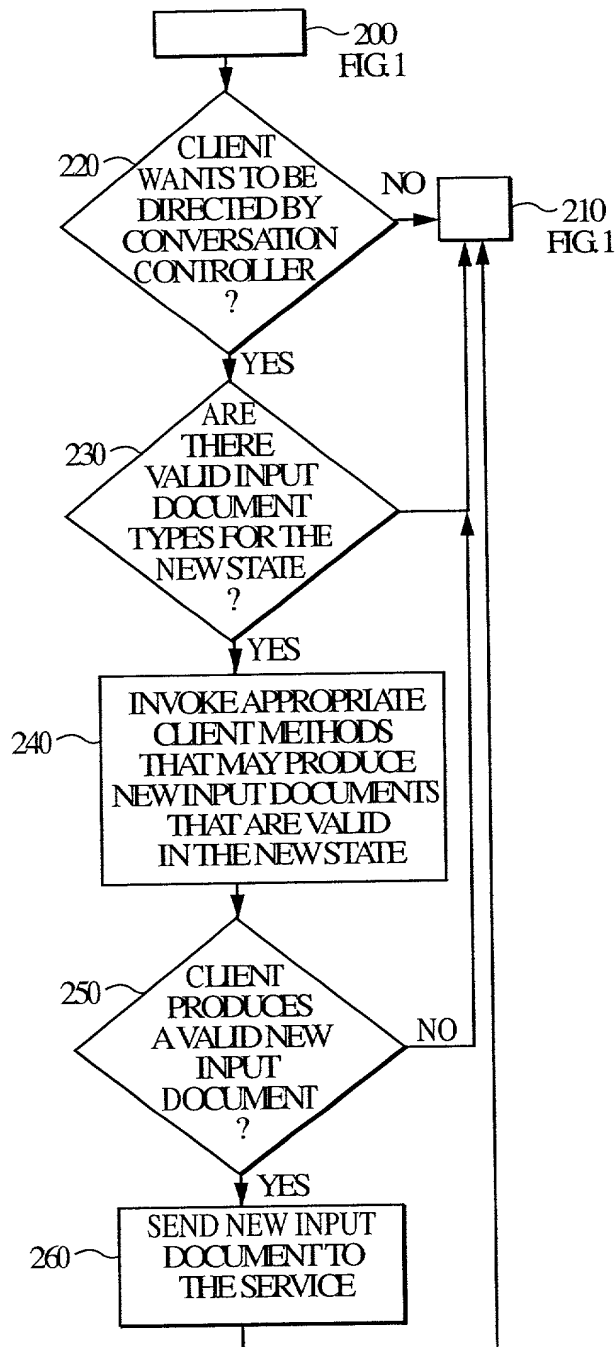 200
FIG.1
220
CLIENT
WANTS TO BE
DIRECTED BY
CONVERSATION
CONTROLLER
?
NO
210
FIG.1
YES
230
ARE
THERE
VALID INPUT
DOCUMENT
TYPES FOR THE
NEW STATE
?
YES
240
INVOKE APPROPRIATE
CLIENT METHODS
THAT MAY PRODUCE
NEW INPUT DOCUMENTS
THAT ARE VALID
IN THE NEW STATE
250
CLIENT
PRODUCES
A VALID NEW
INPUT
DOCUMENT
?
NO
YES
260
SEND NEW INPUT
DOCUMENT TO
THE SERVICE